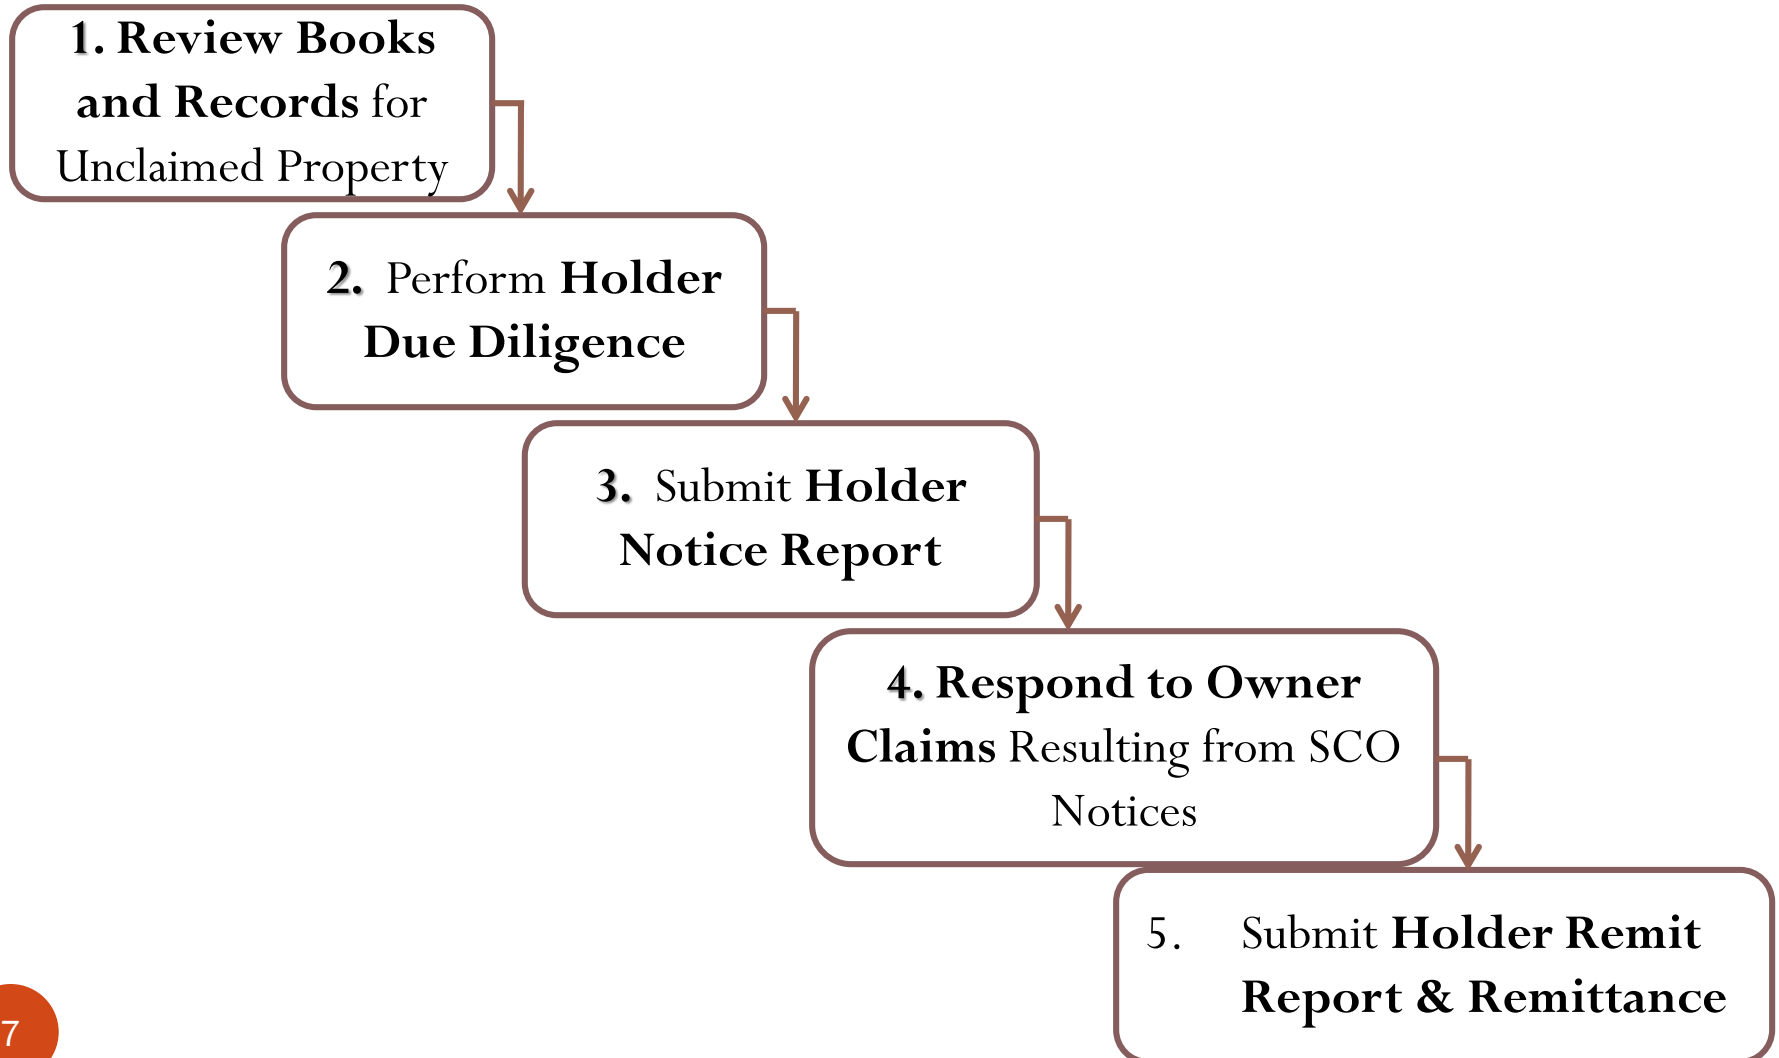 1. Review Books
and Records for
Unclaimed Property
2. Perform Holder
Due Diligence
3. Submit Holder
Notice Report
4. Respond to Owner
Claims Resulting from SCO
Notices
5. Submit Holder Remit
Report & Remittance
7